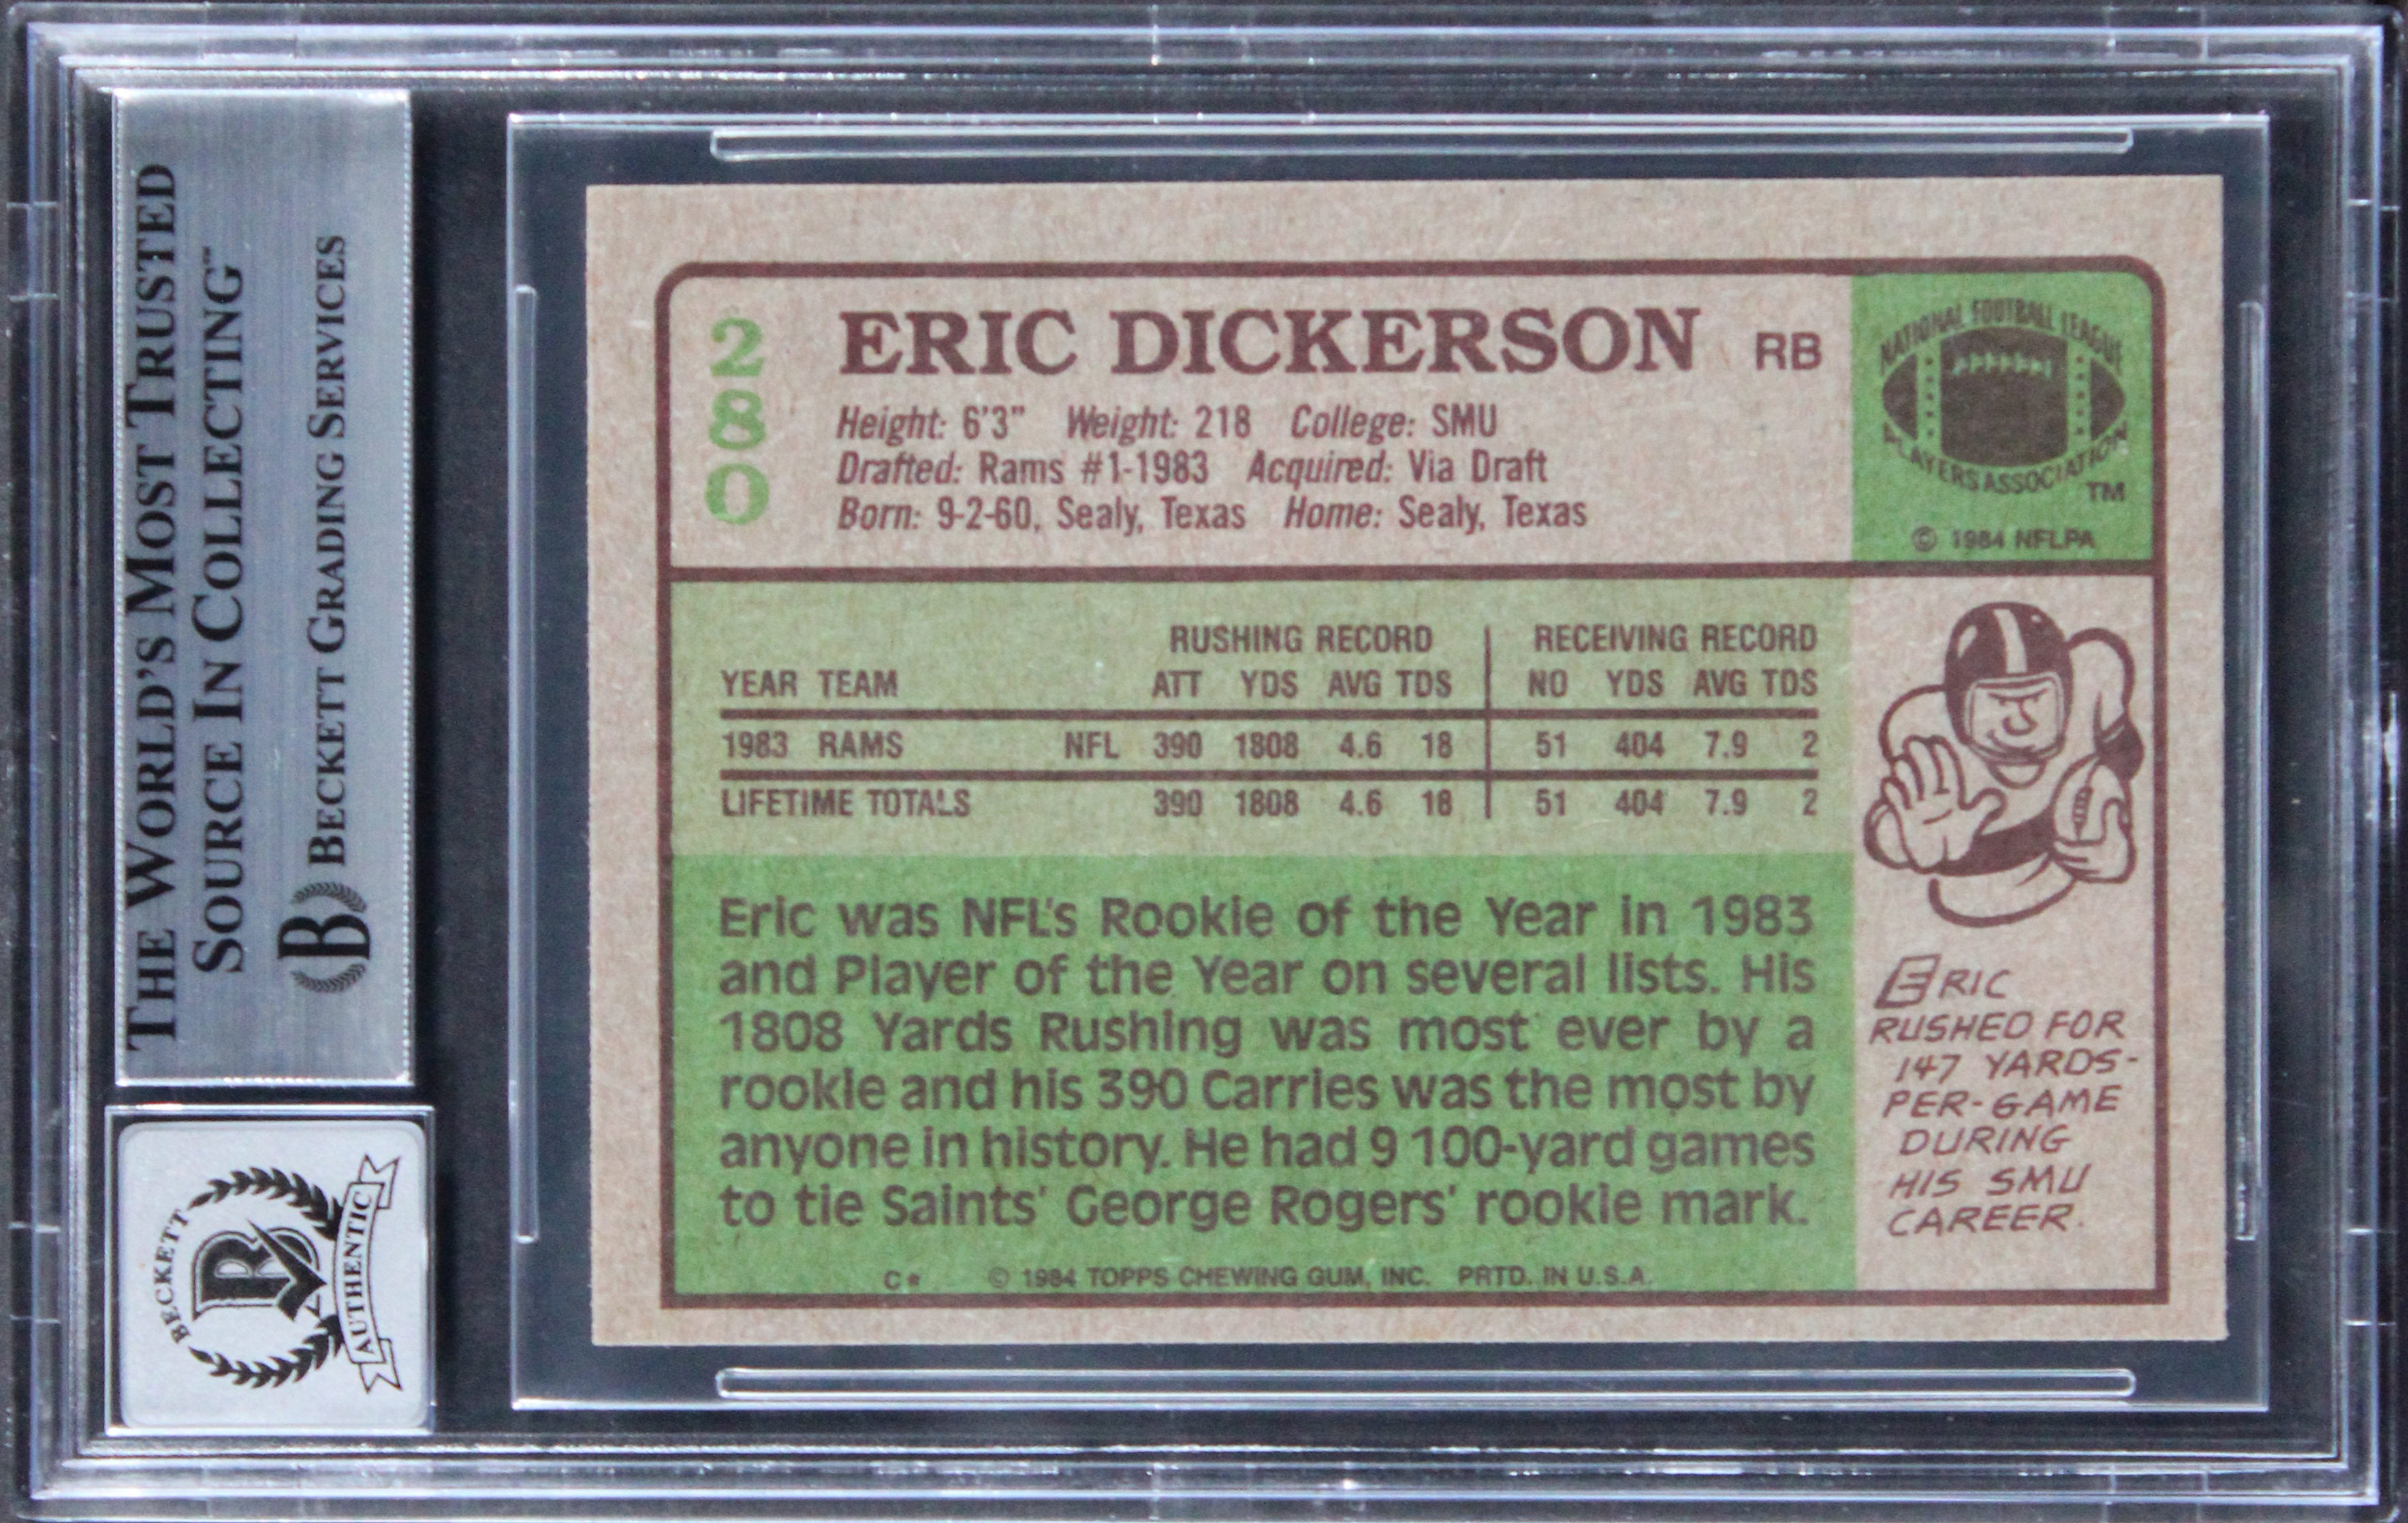 THE WORLD'S MOST TRUSTED
SOURCE IN COLLECTING™
B BECKETT GRADING SERVICES
BECKETT
B
AUTHENTIC
280
ERIC DICKERSON RB
Height: 6'3" Weight: 218 College: SMU
Drafted: Rams #1-1983 Acquired: Via Draft
Born: 9-2-60, Sealy, Texas Home: Sealy, Texas
NATIONAL FOOTBALL LEAGUE
PLAYERS ASSOCIATION
TM
© 1984 NFLPA
RUSHING RECORD RECEIVING RECORD
YEAR TEAM ATT YDS AVG TDS NO YDS AVG TDS
1983 RAMS NFL 390 1808 4.6 18 51 404 7.9 2
LIFETIME TOTALS 390 1808 4.6 18 51 404 7.9 2
Eric was NFL's Rookie of the Year in 1983
and Player of the Year on several lists. His
1808 Yards Rushing was most ever by a
rookie and his 390 Carries was the most by
anyone in history. He had 9 100-yard games
to tie Saints' George Rogers' rookie mark.
C* © 1984 TOPPS CHEWING GUM, INC. PRTD. IN U.S.A.
ERIC
RUSHED FOR
147 YARDS-
PER-GAME
DURING
HIS SMU
CAREER.